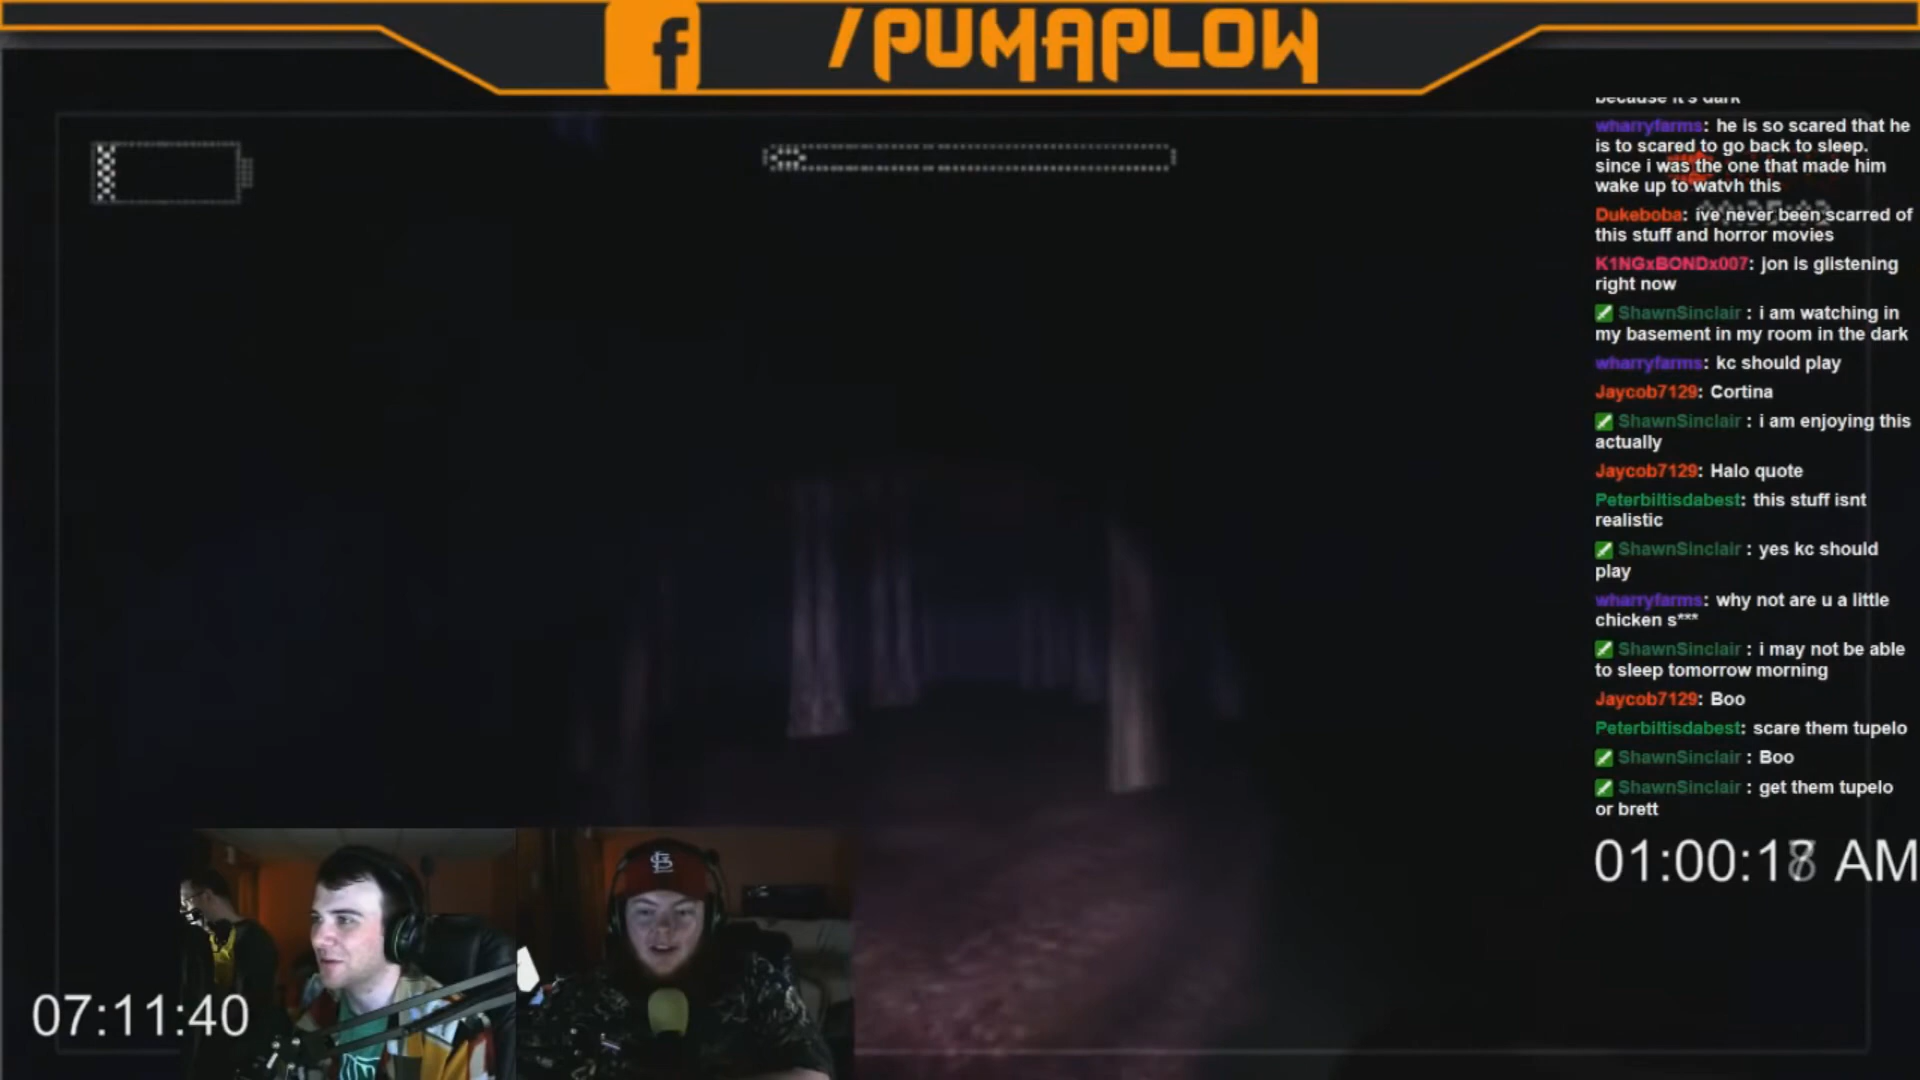 f /PUMAPLOW
because it's dark
wharryfarms: he is so scared that he
is to scared to go back to sleep.
since i was the one that made him
wake up to watvh this
Dukeboba: ive never been scarred of
this stuff and horror movies
K1NGxBONDx007: jon is glistening
right now
ShawnSinclair : i am watching in
my basement in my room in the dark
wharryfarms: kc should play
Jaycob7129: Cortina
ShawnSinclair : i am enjoying this
actually
Jaycob7129: Halo quote
Peterbiltisdabest: this stuff isnt
realistic
ShawnSinclair : yes kc should
play
wharryfarms: why not are u a little
chicken s***
ShawnSinclair : i may not be able
to sleep tomorrow morning
Jaycob7129: Boo
Peterbiltisdabest: scare them tupelo
ShawnSinclair : Boo
ShawnSinclair : get them tupelo
or brett
AM
07:11:40